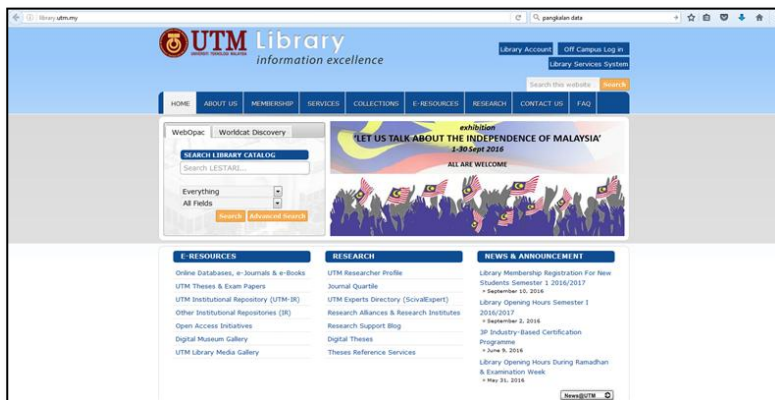 library.utm.my
pangkalan data
UTM Library
UNIVERSITI TEKNOLOGI MALAYSIA
information excellence
Library Account
Off Campus Log in
Library Services System
Search this website
Search
HOME
ABOUT US
MEMBERSHIP
SERVICES
COLLECTIONS
E-RESOURCES
RESEARCH
CONTACT US
FAQ
WebOpac
Worldcat Discovery
SEARCH LIBRARY CATALOG
Search LESTARI...
Everything
All Fields
Search
Advanced Search
exhibition
'LET US TALK ABOUT THE INDEPENDENCE OF MALAYSIA'
1-30 Sept 2016
ALL ARE WELCOME
E-RESOURCES
Online Databases, e-Journals & e-Books
UTM Theses & Exam Papers
UTM Institutional Repository (UTM-IR)
Other Institutional Repositories (IR)
Open Access Initiatives
Digital Museum Gallery
UTM Library Media Gallery
RESEARCH
UTM Researcher Profile
Journal Quartile
UTM Experts Directory (ScivalExpert)
Research Alliances & Research Institutes
Research Support Blog
Digital Theses
Theses Reference Services
NEWS & ANNOUNCEMENT
Library Membership Registration For New
Students Semester 1 2016/2017
• September 10, 2016
Library Opening Hours Semester I
2016/2017
• September 2, 2016
3P Industry-Based Certification
Programme
• June 9, 2016
Library Opening Hours During Ramadhan
& Examination Week
• May 31, 2016
News@UTM